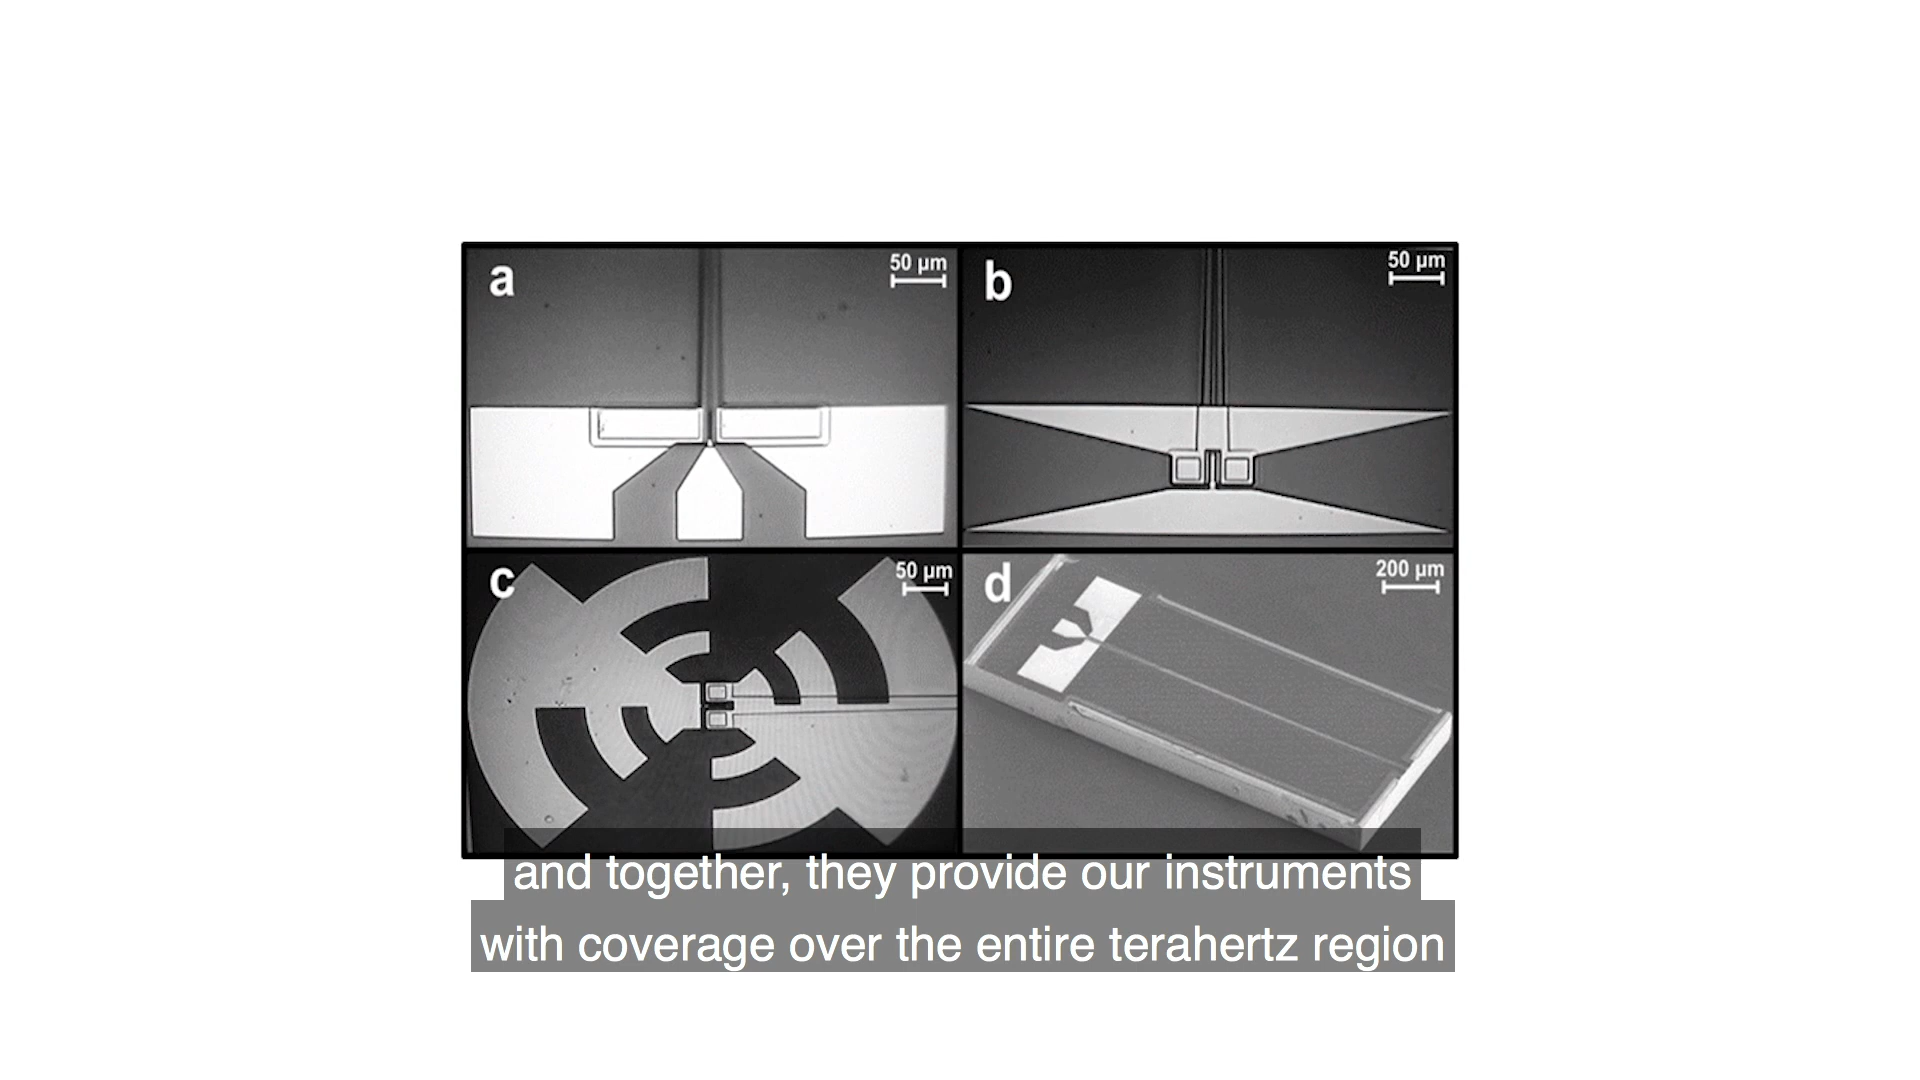 a
50 µm
b
50 µm
c
50 µm
d
200 µm
and together, they provide our instruments
with coverage over the entire terahertz region